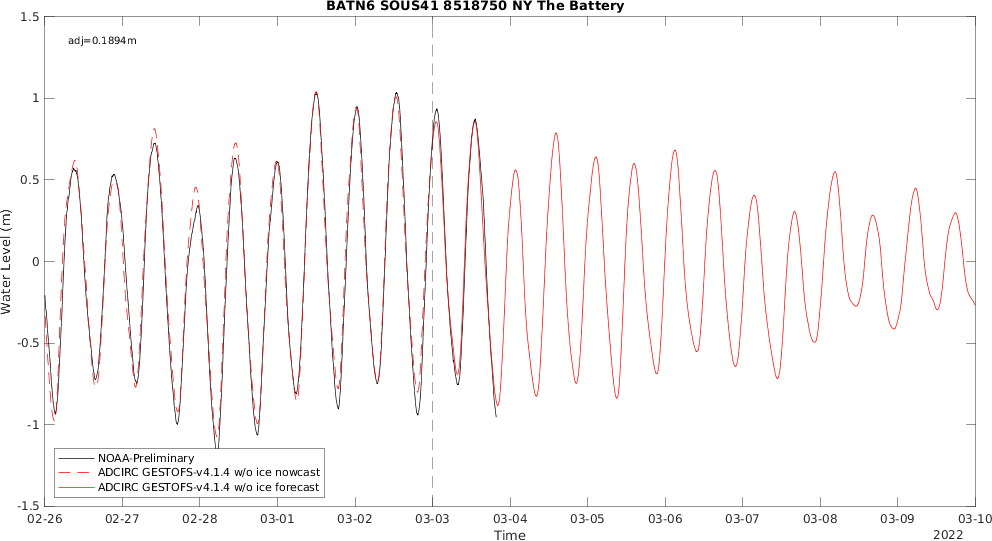 BATN6 SOUS41 8518750 NY The Battery
adj=0.1894m
1.5
1
0.5
0
-0.5
-1
-1.5
Water Level (m)
NOAA-Preliminary
ADCIRC GESTOFS-v4.1.4 w/o ice nowcast
ADCIRC GESTOFS-v4.1.4 w/o ice forecast
02-26 02-27 02-28 03-01 03-02 03-03 03-04 03-05 03-06 03-07 03-08 03-09 03-10
Time
2022